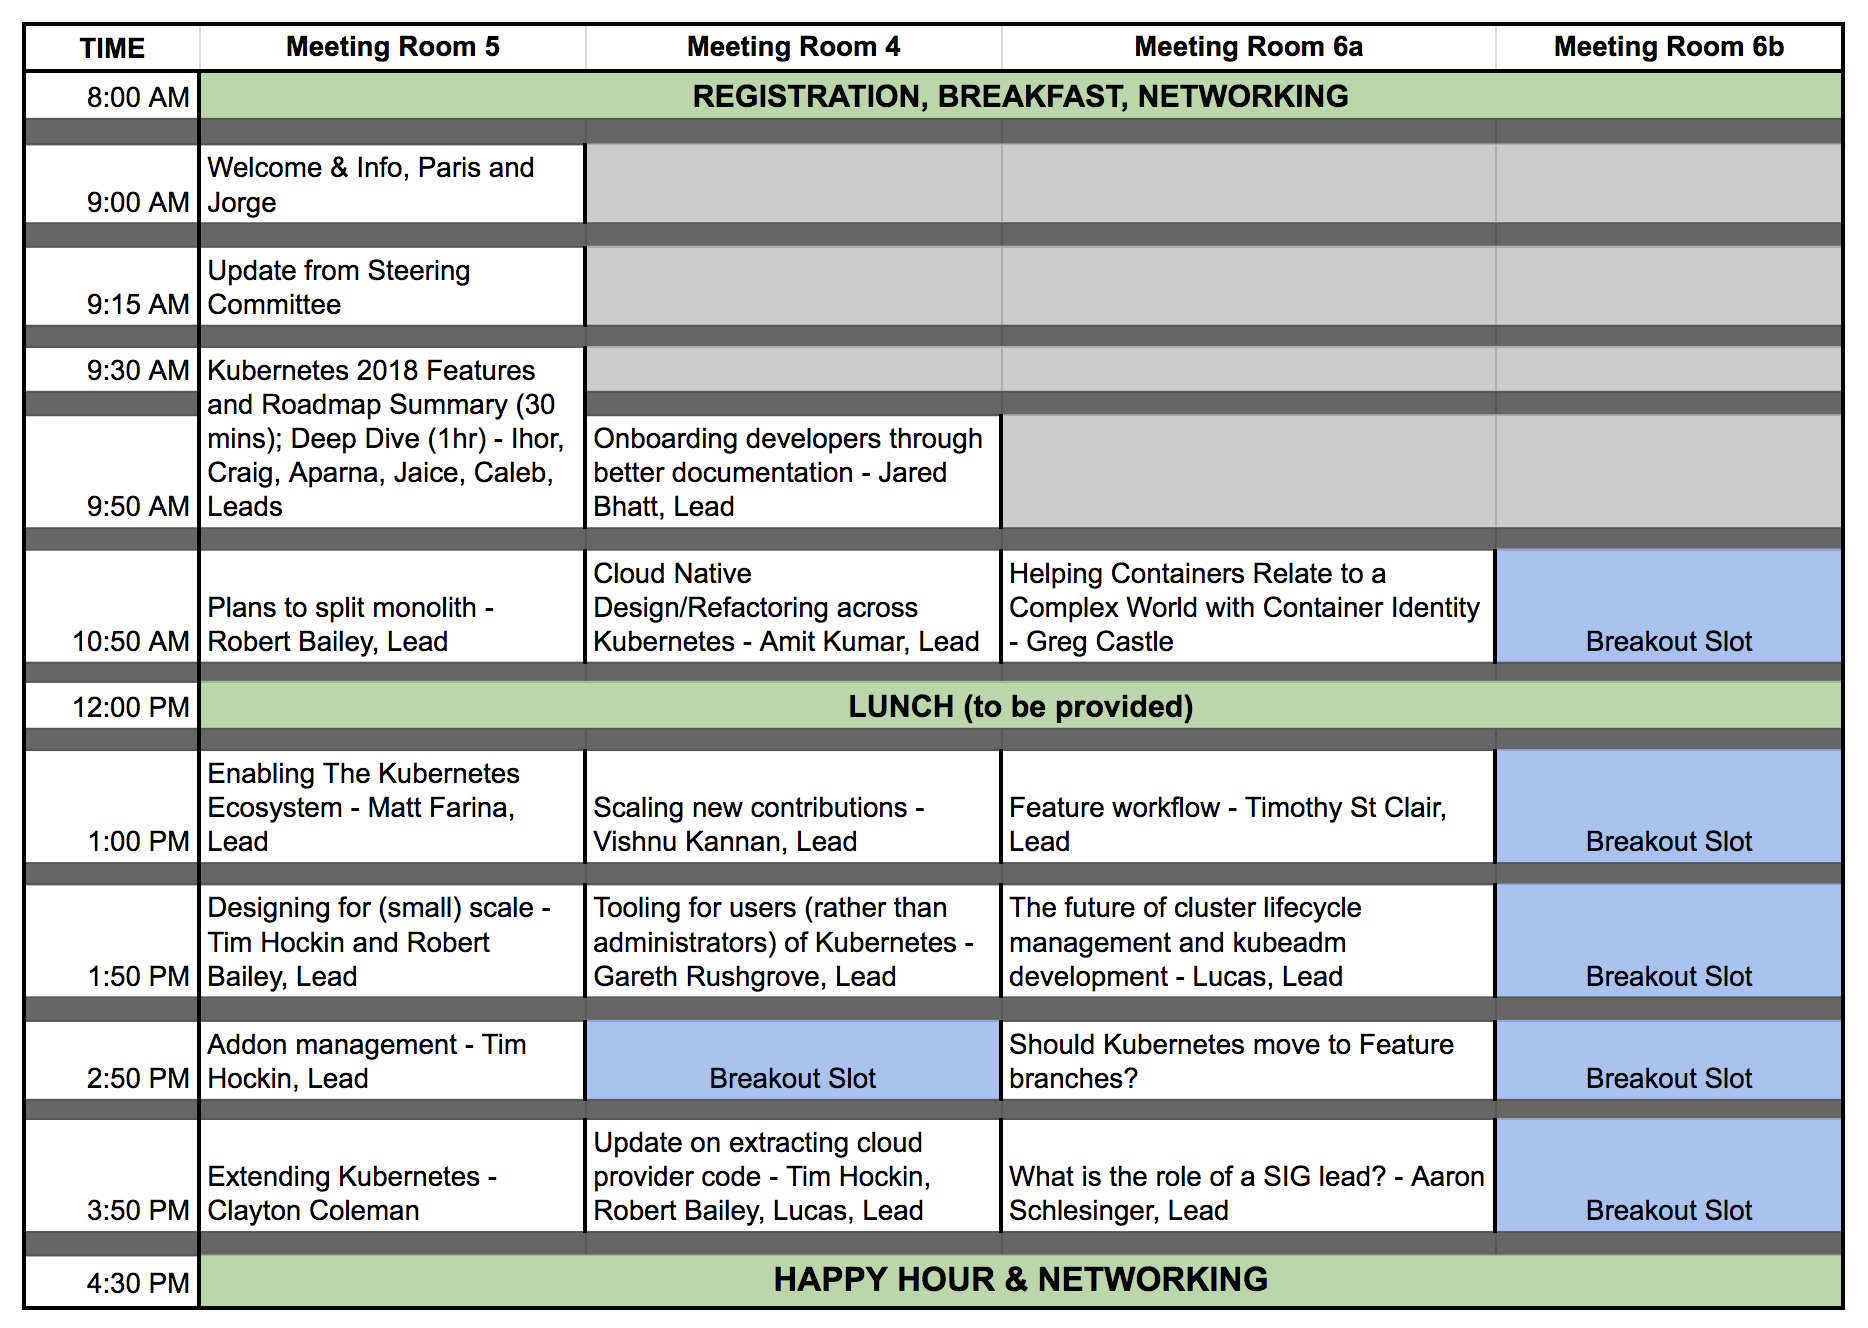 TIME Meeting Room 5 Meeting Room 4 Meeting Room 6a Meeting Room 6b
8:00 AM REGISTRATION, BREAKFAST, NETWORKING
9:00 AM
Welcome & Info, Paris and
Jorge
9:15 AM
Update from Steering
Committee
9:30 AM
Kubernetes 2018 Features
and Roadmap Summary (30
mins); Deep Dive (1hr) - Ihor,
Craig, Aparna, Jaice, Caleb,
Leads
9:50 AM
Onboarding developers through
better documentation - Jared
Bhatt, Lead
10:50 AM
Plans to split monolith -
Robert Bailey, Lead
Cloud Native
Design/Refactoring across
Kubernetes - Amit Kumar, Lead
Helping Containers Relate to a
Complex World with Container Identity
- Greg Castle
Breakout Slot
12:00 PM LUNCH (to be provided)
1:00 PM
Enabling The Kubernetes
Ecosystem - Matt Farina,
Lead
Scaling new contributions -
Vishnu Kannan, Lead
Feature workflow - Timothy St Clair,
Lead
Breakout Slot
1:50 PM
Designing for (small) scale -
Tim Hockin and Robert
Bailey, Lead
Tooling for users (rather than
administrators) of Kubernetes -
Gareth Rushgrove, Lead
The future of cluster lifecycle
management and kubeadm
development - Lucas, Lead
Breakout Slot
2:50 PM
Addon management - Tim
Hockin, Lead
Breakout Slot
Should Kubernetes move to Feature
branches?
Breakout Slot
3:50 PM
Extending Kubernetes -
Clayton Coleman
Update on extracting cloud
provider code - Tim Hockin,
Robert Bailey, Lucas, Lead
What is the role of a SIG lead? - Aaron
Schlesinger, Lead
Breakout Slot
4:30 PM HAPPY HOUR & NETWORKING